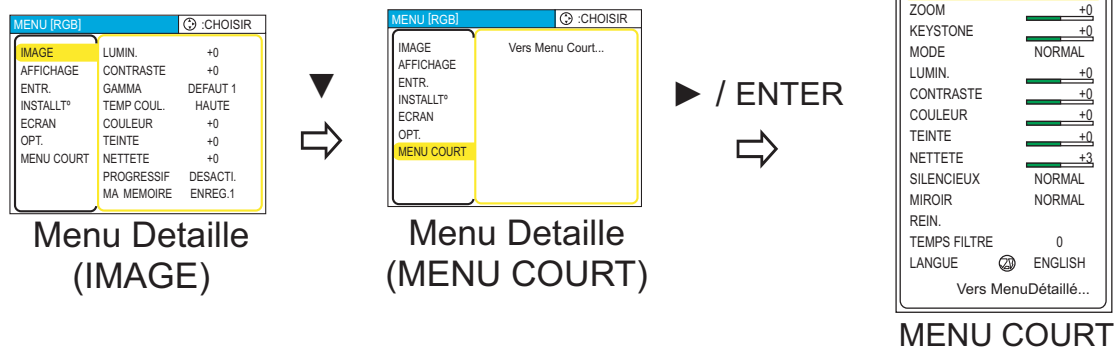 MENU [RGB] :CHOISIR
IMAGE LUMIN. +0
AFFICHAGE CONTRASTE +0
ENTR. GAMMA DEFAUT 1
INSTALLTº TEMP COUL. HAUTE
ECRAN COULEUR +0
OPT. TEINTE +0
MENU COURT NETTETE +0
PROGRESSIF DESACTI.
MA MEMOIRE ENREG.1
Menu Detaille
(IMAGE)
▼
MENU [RGB] :CHOISIR
IMAGE Vers Menu Court...
AFFICHAGE
ENTR.
INSTALLTº
ECRAN
OPT.
MENU COURT
Menu Detaille
(MENU COURT)
► / ENTER
ZOOM +0
KEYSTONE +0
MODE NORMAL
LUMIN. +0
CONTRASTE +0
COULEUR +0
TEINTE +0
NETTETE +3
SILENCIEUX NORMAL
MIROIR NORMAL
REIN.
TEMPS FILTRE 0
LANGUE ENGLISH
Vers MenuDétaillé...
MENU COURT